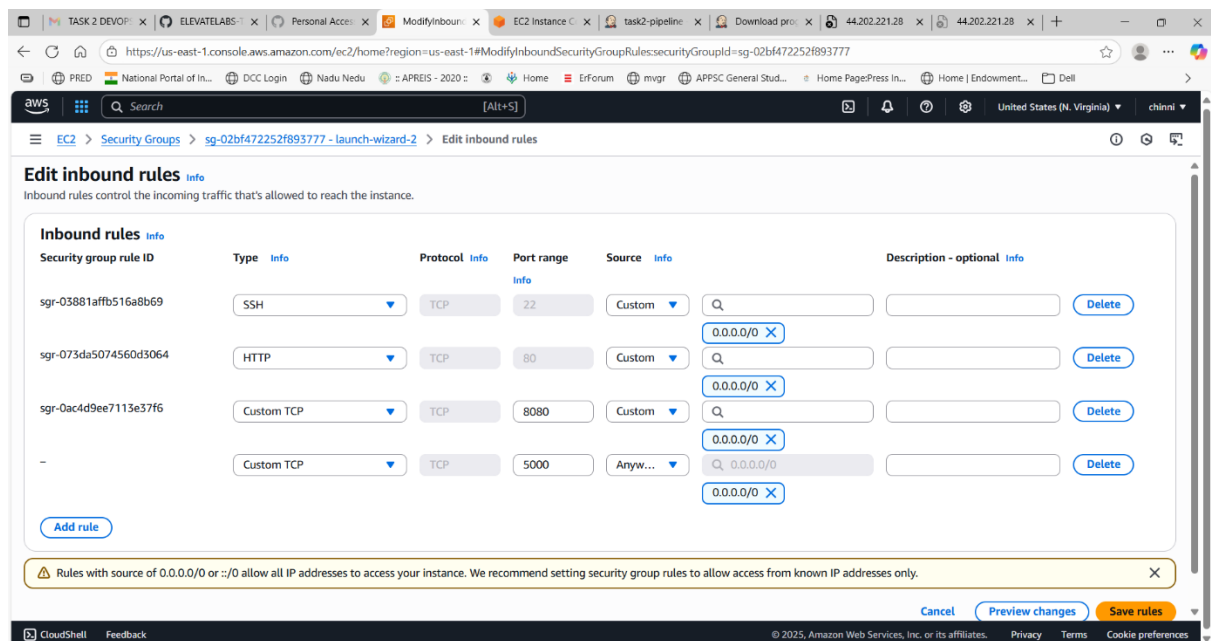 TASK 2 DEVOP
ELEVATELABS-T
Personal Acces
ModifyInbound
EC2 Instance C
task2-pipeline
Download prog
44.202.221.28
44.202.221.28
https://us-east-1.console.aws.amazon.com/ec2/home?region=us-east-1#ModifyInboundSecurityGroupRules:securityGroupId=sg-02bf472252f893777
PRED National Portal of In... DCC Login Nadu Nedu :: APREIS - 2020 :: Home ErForum mvgr APPSC General Stud... Home Page:Press In... Home | Endowment... Dell
aws Search [Alt+S] United States (N. Virginia) chinni
EC2 > Security Groups > sg-02bf472252f893777 - launch-wizard-2 > Edit inbound rules
Edit inbound rules Info
Inbound rules control the incoming traffic that's allowed to reach the instance.
Inbound rules Info
Security group rule ID Type Info Protocol Info Port range Info Source Info Description - optional Info
sgr-03881affb516a8b69 SSH TCP 22 Custom Delete
0.0.0.0/0
sgr-073da5074560d3064 HTTP TCP 80 Custom Delete
0.0.0.0/0
sgr-0ac4d9ee7113e37f6 Custom TCP TCP 8080 Custom Delete
0.0.0.0/0
– Custom TCP TCP 5000 Anyw... 0.0.0.0/0 Delete
0.0.0.0/0
Add rule
Rules with source of 0.0.0.0/0 or ::/0 allow all IP addresses to access your instance. We recommend setting security group rules to allow access from known IP addresses only.
Cancel Preview changes Save rules
CloudShell Feedback © 2025, Amazon Web Services, Inc. or its affiliates. Privacy Terms Cookie preferences